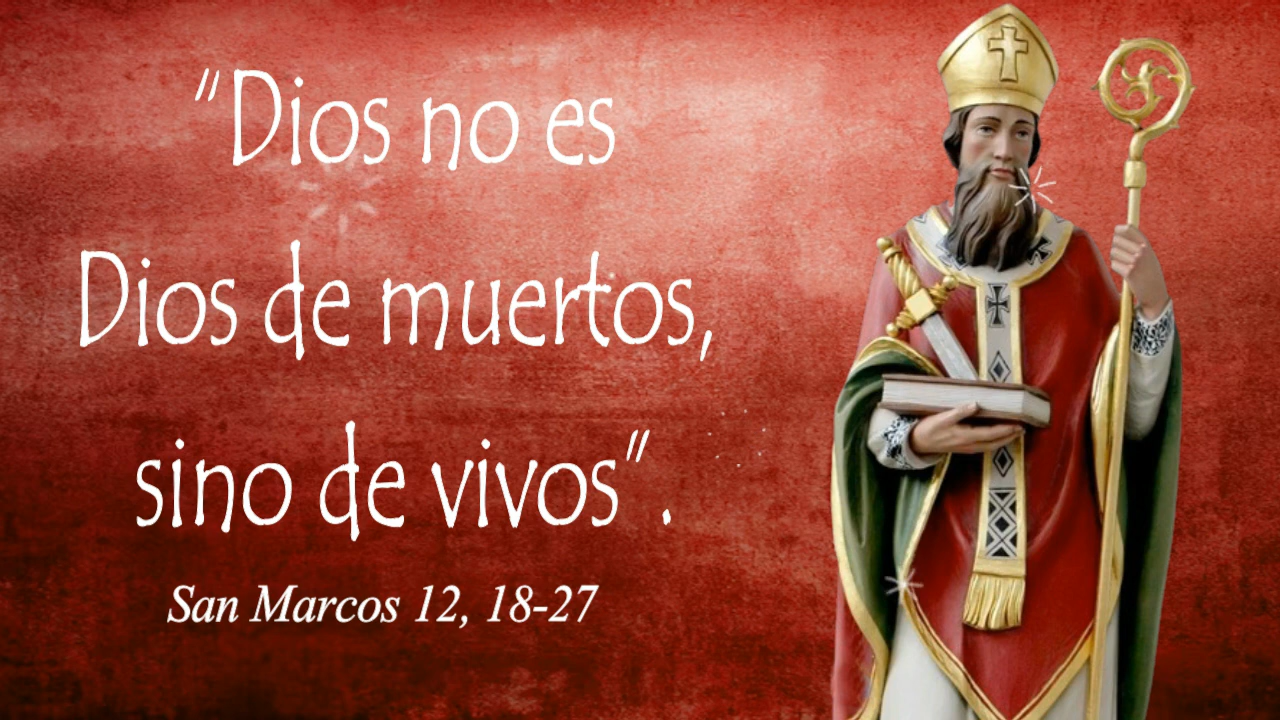 “Dios no es
Dios de muertos,
sino de vivos”.
San Marcos 12, 18-27